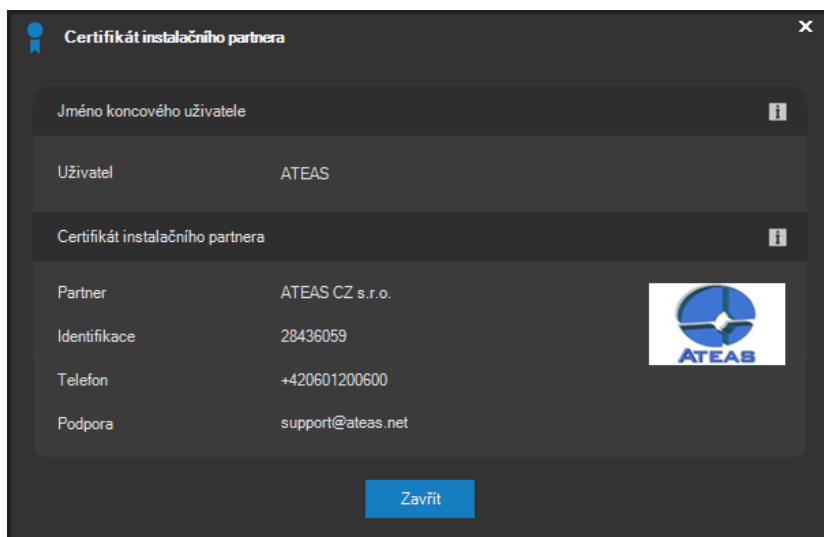 Certifikát instalačního partnera
Jméno koncového uživatele
Uživatel ATEAS
Certifikát instalačního partnera
Partner ATEAS CZ s.r.o.
Identifikace 28436059
Telefon +420601200600
Podpora support@ateas.net
ATEAS
Zavřít